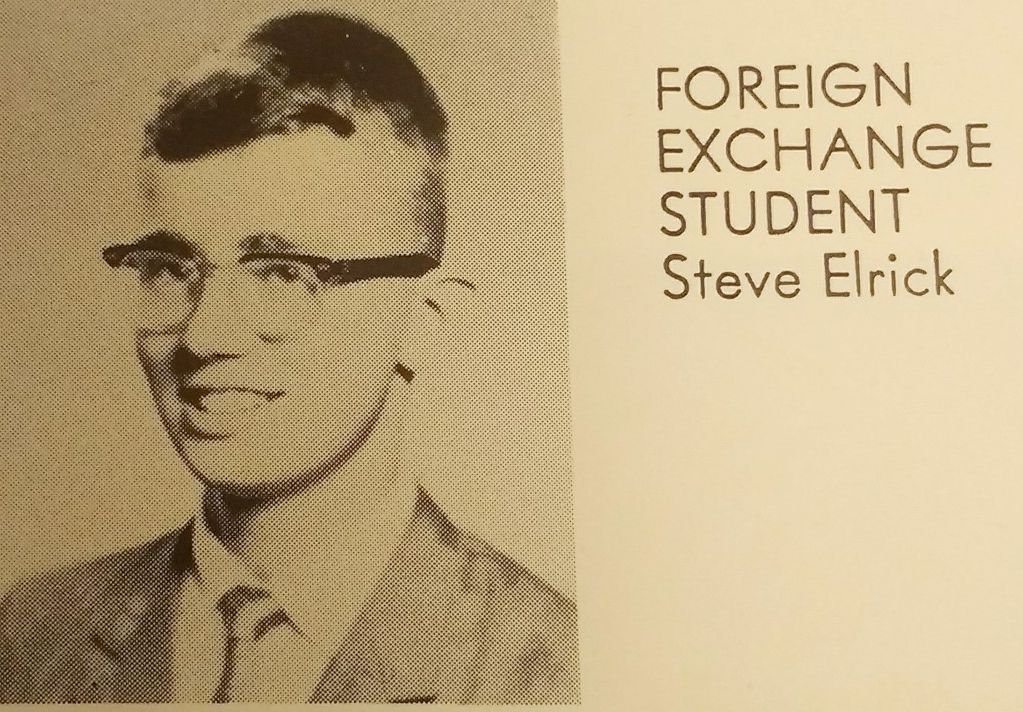 FOREIGN
EXCHANGE
STUDENT
Steve Elrick